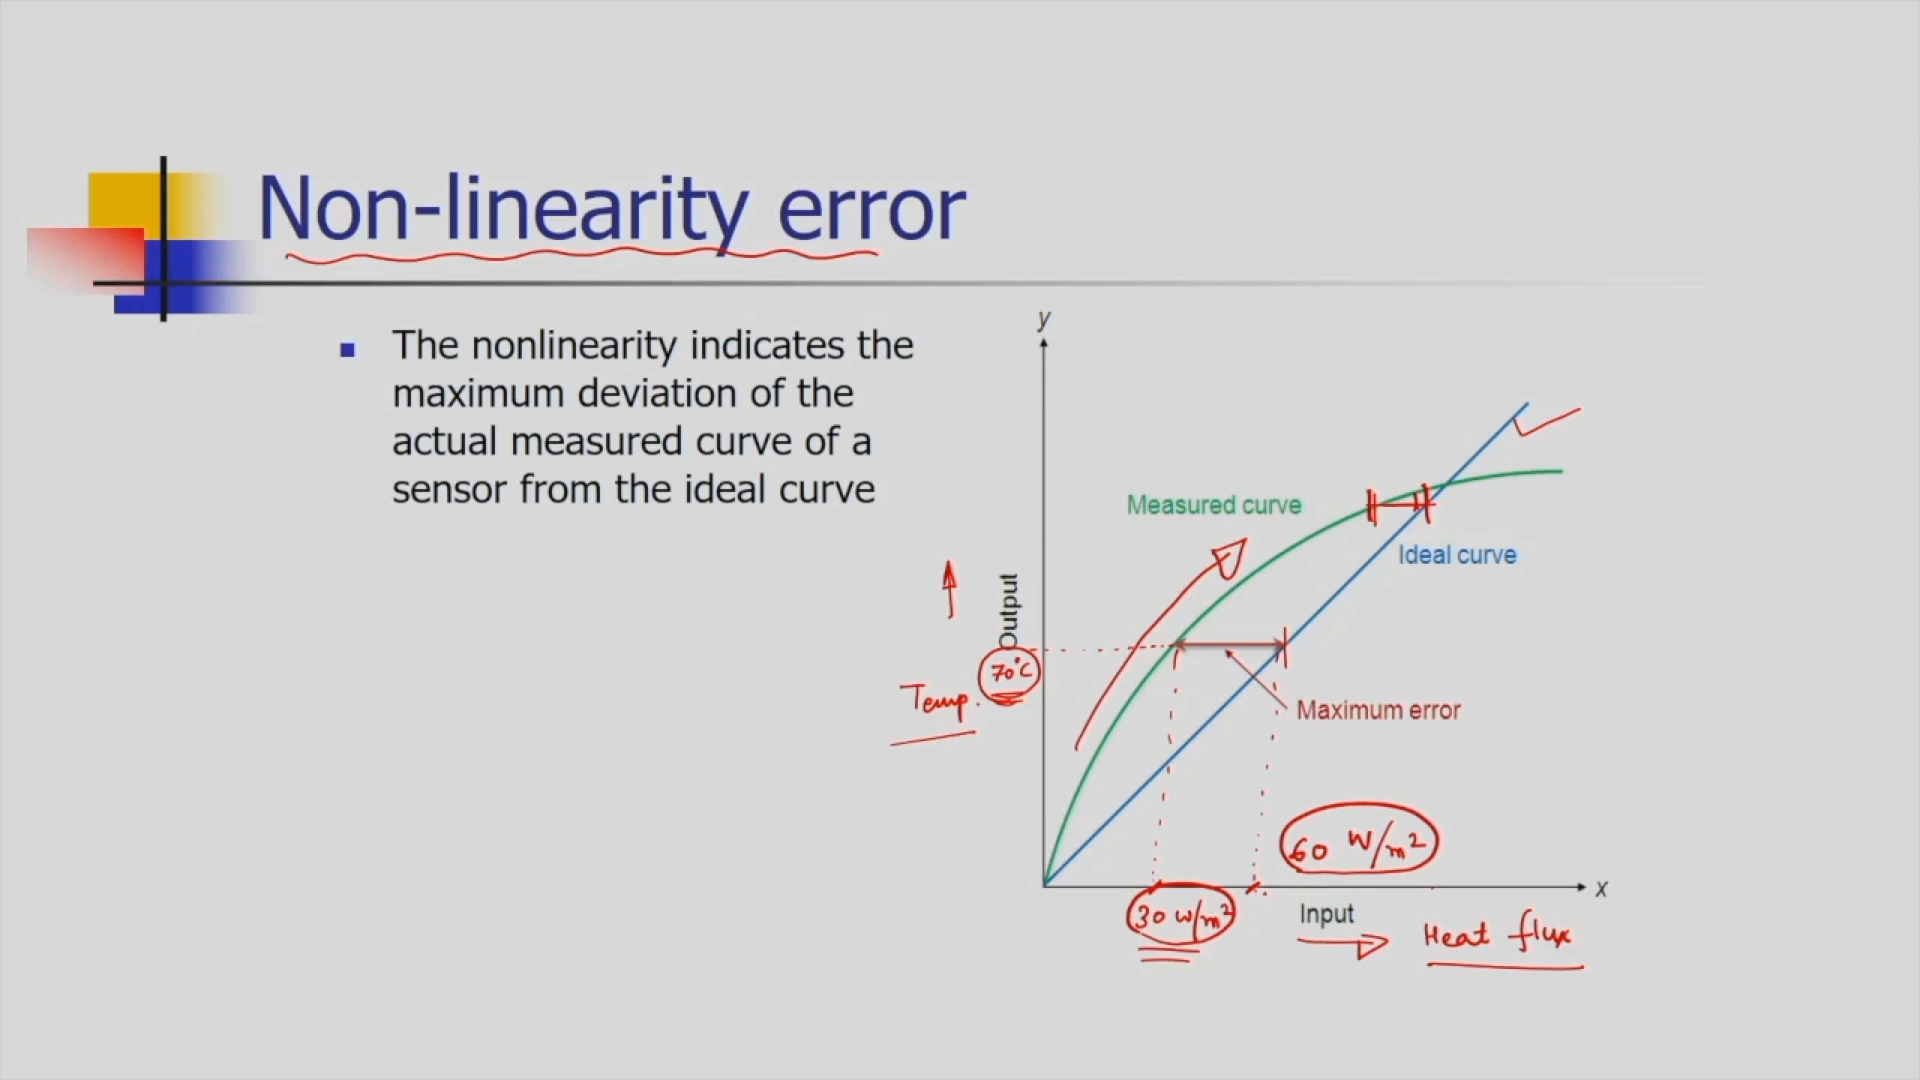 Non-linearity error
The nonlinearity indicates the
maximum deviation of the
actual measured curve of a
sensor from the ideal curve
y
Measured curve
Ideal curve
Output
70°C
Temp.
Maximum error
60 W/m²
x
30 W/m²
Input
Heat flux